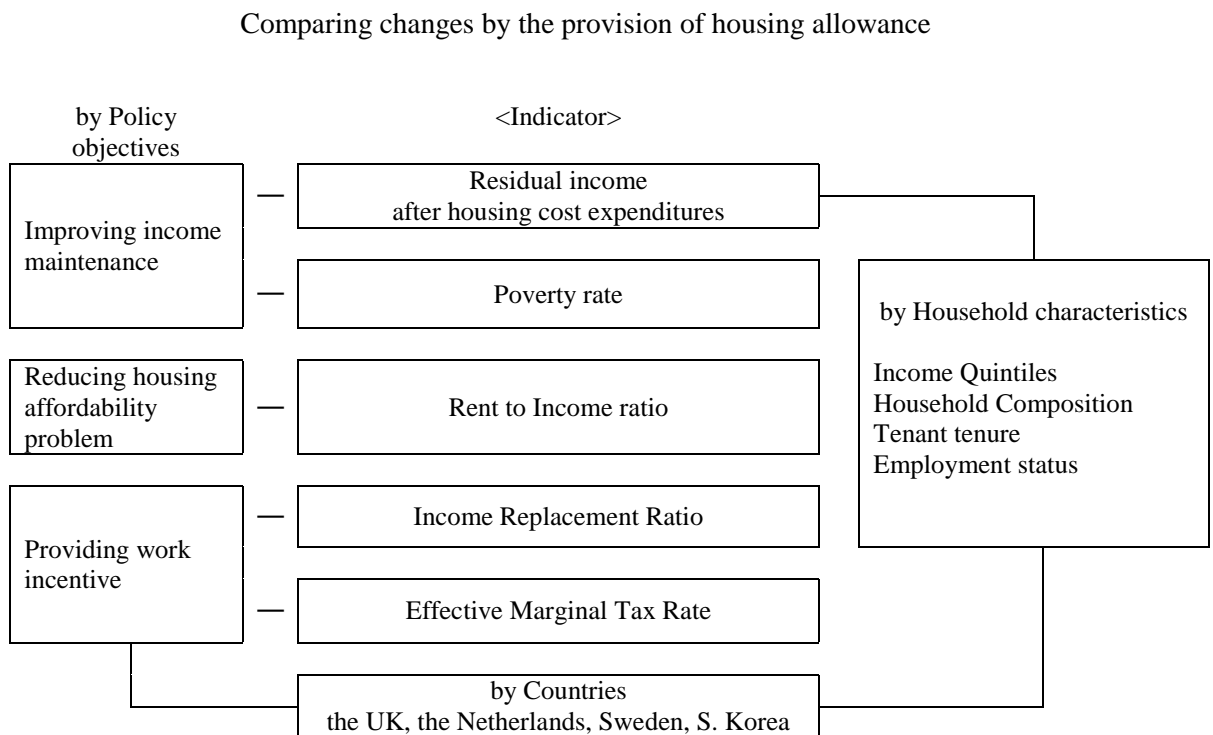 Comparing changes by the provision of housing allowance
by Policy
objectives
<Indicator>
Improving income
maintenance
Residual income
after housing cost expenditures
Poverty rate
Reducing housing
affordability
problem
Rent to Income ratio
Providing work
incentive
Income Replacement Ratio
Effective Marginal Tax Rate
by Household characteristics
Income Quintiles
Household Composition
Tenant tenure
Employment status
by Countries
the UK, the Netherlands, Sweden, S. Korea